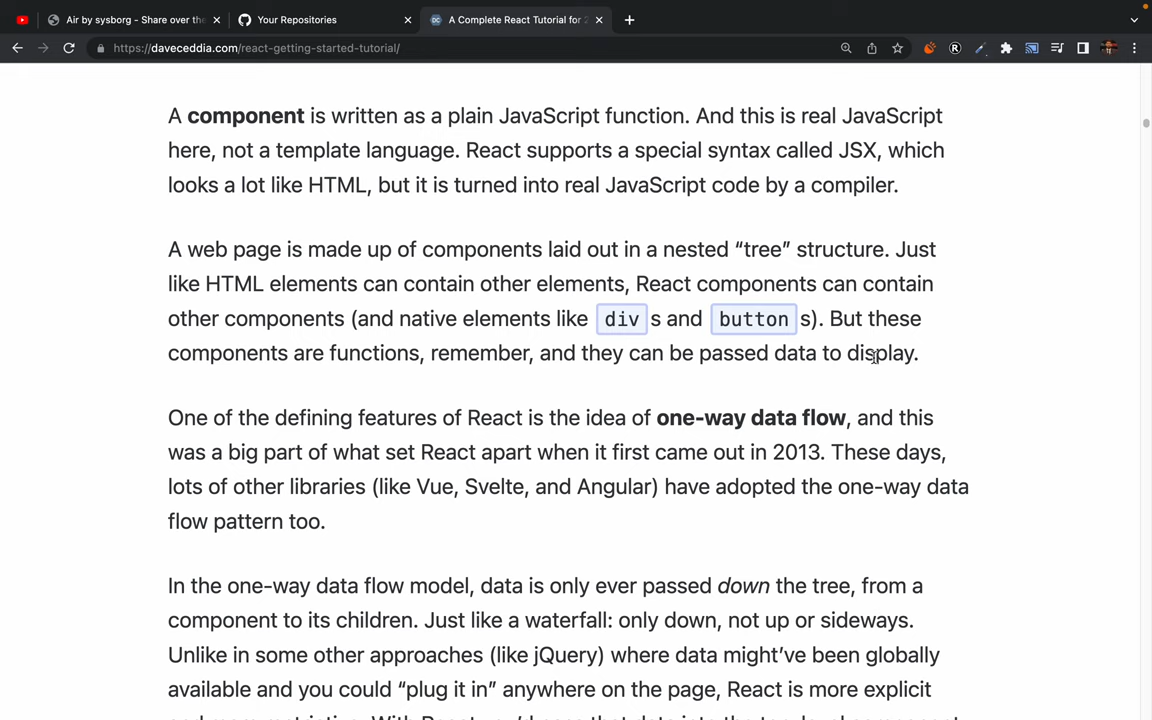 Air by sysborg - Share over the
Your Repositories
A Complete React Tutorial for 2
https://daveceddia.com/react-getting-started-tutorial/
A component is written as a plain JavaScript function. And this is real JavaScript
here, not a template language. React supports a special syntax called JSX, which
looks a lot like HTML, but it is turned into real JavaScript code by a compiler.
A web page is made up of components laid out in a nested “tree” structure. Just
like HTML elements can contain other elements, React components can contain
other components (and native elements like div s and button s). But these
components are functions, remember, and they can be passed data to display.
One of the defining features of React is the idea of one-way data flow, and this
was a big part of what set React apart when it first came out in 2013. These days,
lots of other libraries (like Vue, Svelte, and Angular) have adopted the one-way data
flow pattern too.
In the one-way data flow model, data is only ever passed down the tree, from a
component to its children. Just like a waterfall: only down, not up or sideways.
Unlike in some other approaches (like jQuery) where data might’ve been globally
available and you could “plug it in” anywhere on the page, React is more explicit